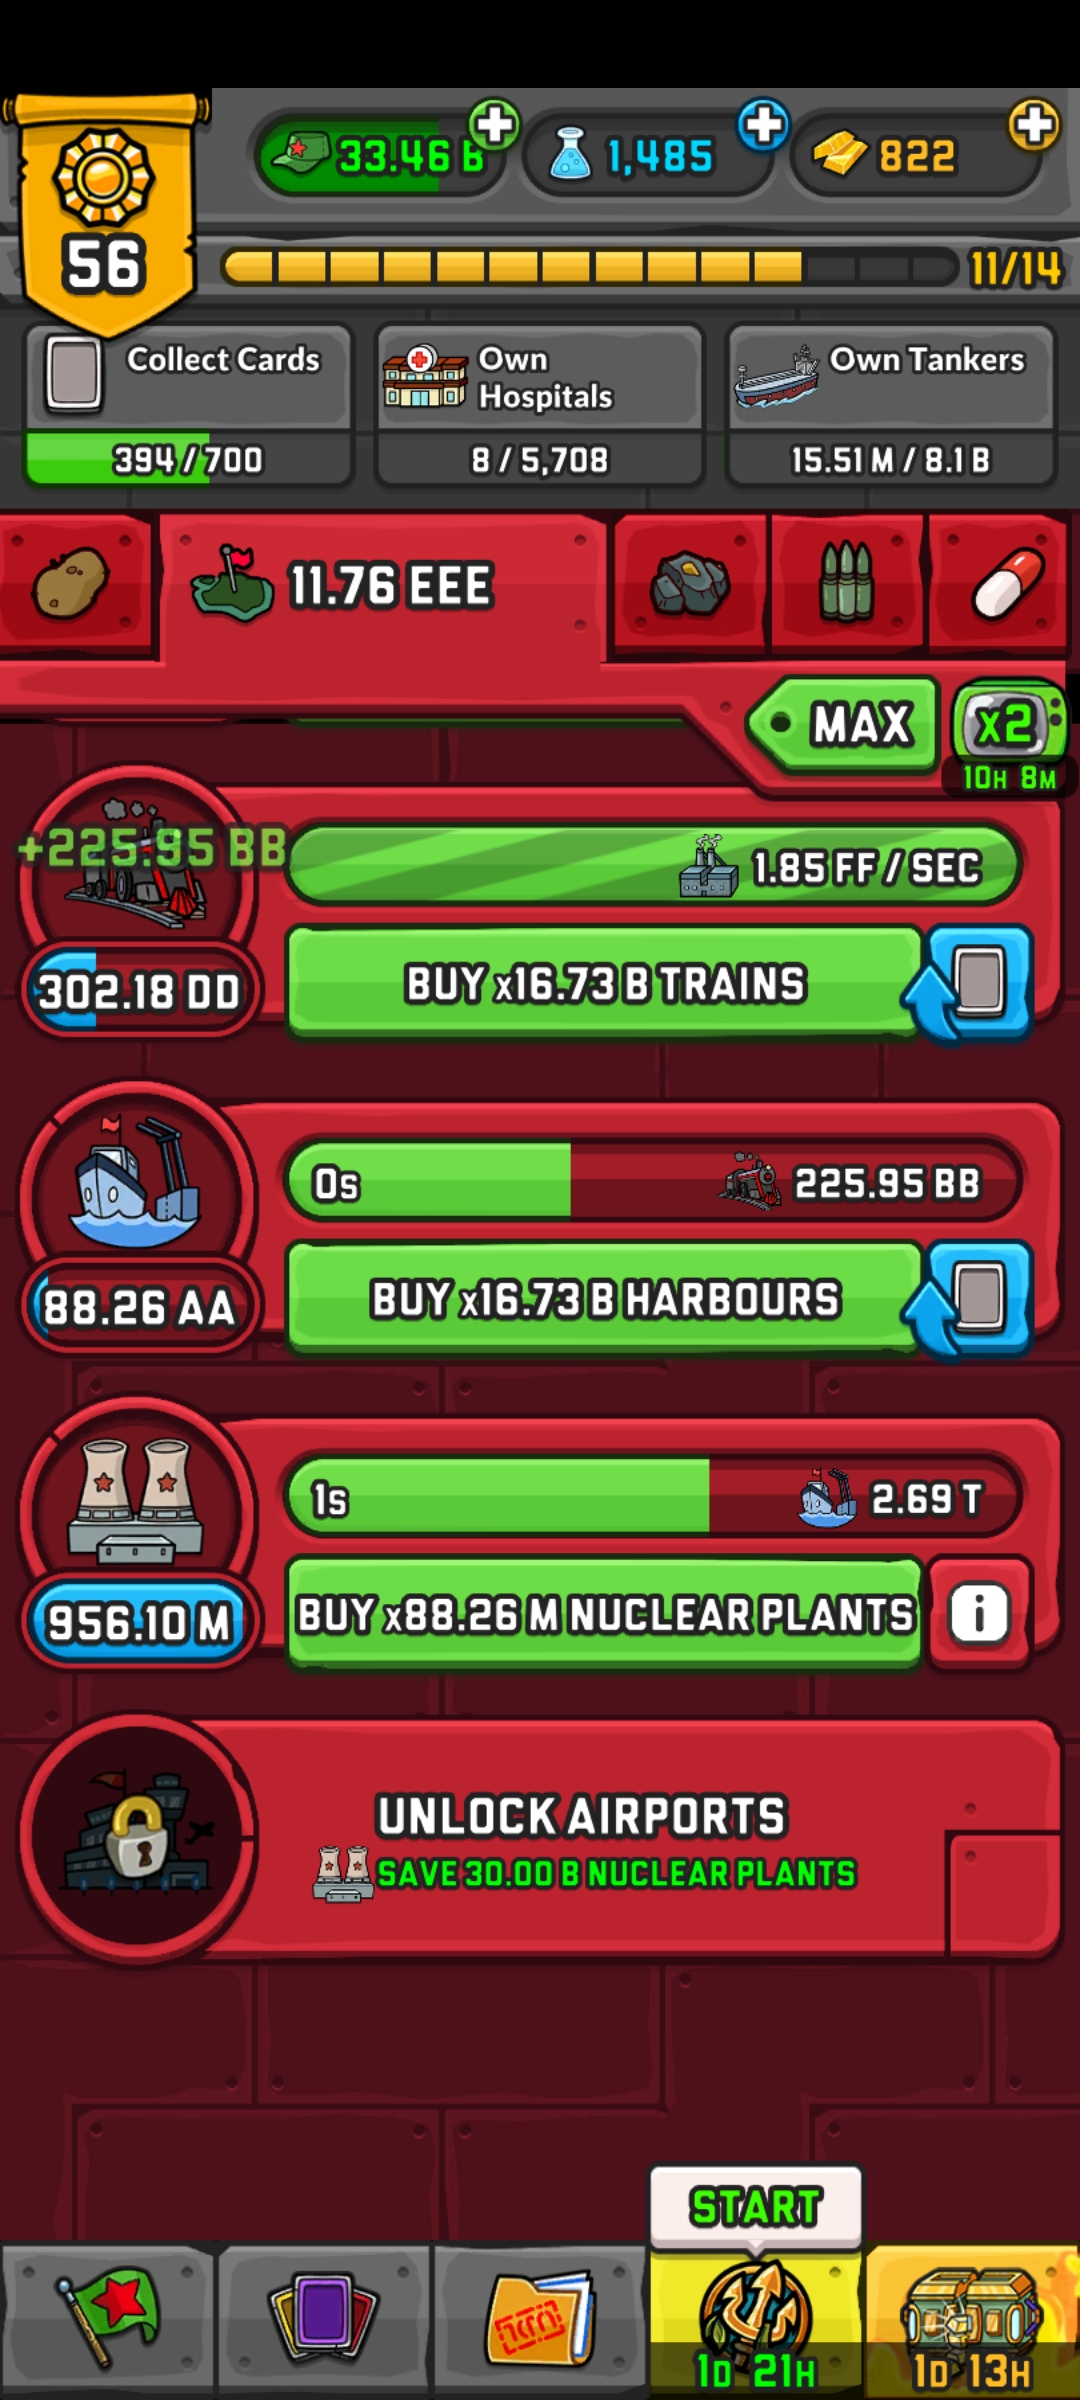 33.46 B
1,485
822
56
11/14
Collect Cards
394/700
Own
Hospitals
8/5,708
Own Tankers
15.51 M/8.1 B
11.76 EEE
MAX
x2
10H 8M
+225.95 BB
1.85 FF/SEC
302.18 DD
BUY x16.73 B TRAINS
0s
225.95 BB
88.26 AA
BUY x16.73 B HARBOURS
1s
2.69 T
956.10 M
BUY x88.26 M NUCLEAR PLANTS
i
UNLOCK AIRPORTS
SAVE 30.00 B NUCLEAR PLANTS
START
1D 21H
1D 13H